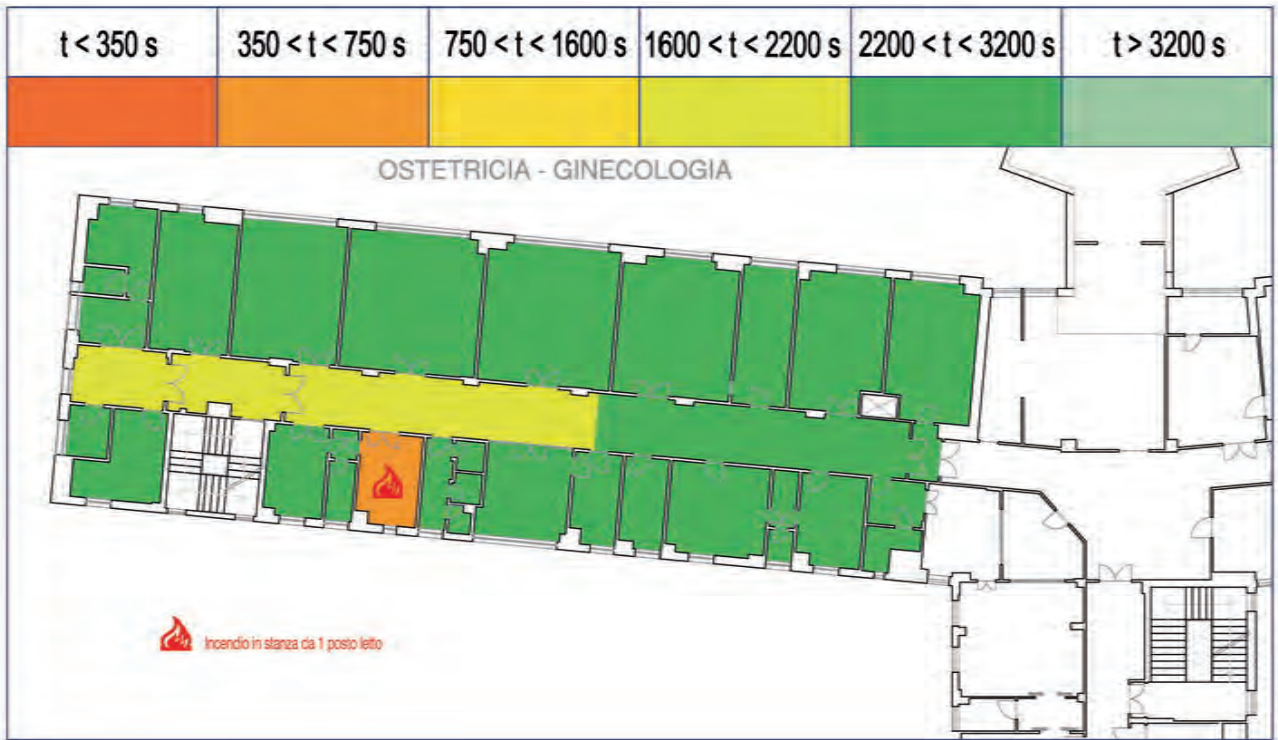 t < 350 s
350 < t < 750 s
750 < t < 1600 s
1600 < t < 2200 s
2200 < t < 3200 s
t > 3200 s
OSTETRICIA - GINECOLOGIA
Incendio in stanza da 1 posto letto